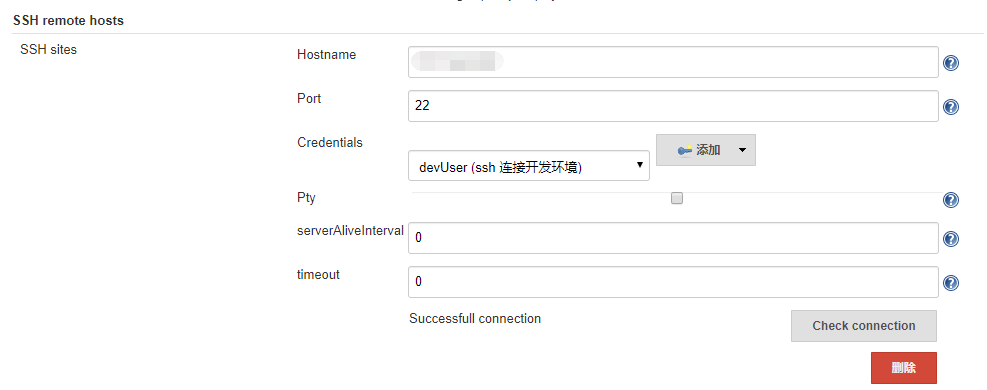 SSH remote hosts
SSH sites
Hostname
Port
22
Credentials
devUser (ssh 连接开发环境)
添加
Pty
serverAliveInterval
0
timeout
0
Successfull connection
Check connection
删除